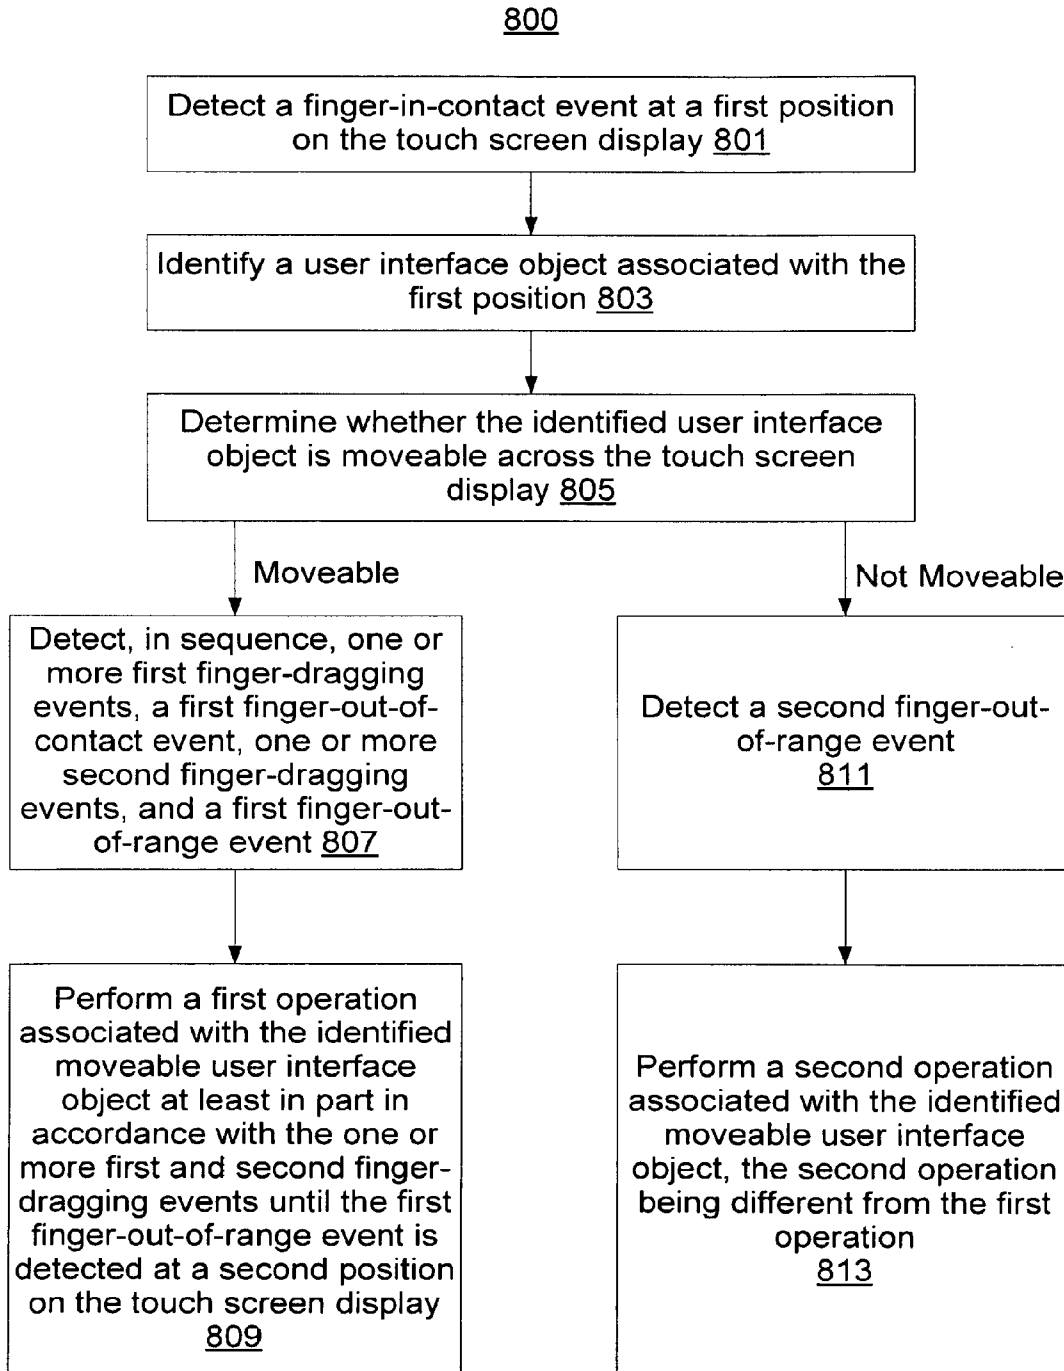 800
Detect a finger-in-contact event at a first position
on the touch screen display 801
Identify a user interface object associated with the
first position 803
Determine whether the identified user interface
object is moveable across the touch screen
display 805
Moveable
Not Moveable
Detect, in sequence, one or
more first finger-dragging
events, a first finger-out-of-
contact event, one or more
second finger-dragging
events, and a first finger-out-
of-range event 807
Detect a second finger-out-
of-range event
811
Perform a first operation
associated with the identified
moveable user interface
object at least in part in
accordance with the one or
more first and second finger-
dragging events until the first
finger-out-of-range event is
detected at a second position
on the touch screen display
809
Perform a second operation
associated with the identified
moveable user interface
object, the second operation
being different from the first
operation
813